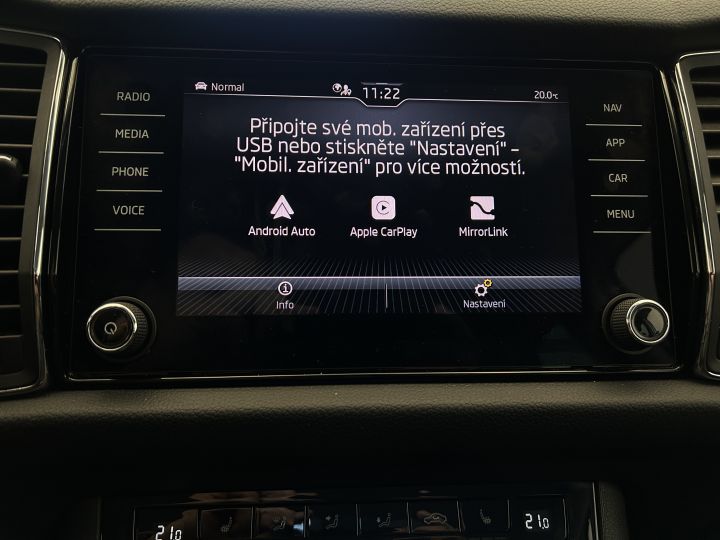 RADIO
MEDIA
PHONE
VOICE
Normal
11:22
20.0°C
Připojte své mob. zařízení přes
USB nebo stiskněte "Nastavení" –
"Mobil. zařízení" pro více možností.
Android Auto
Apple CarPlay
MirrorLink
Info
Nastavení
NAV
APP
CAR
MENU
21.0
21.0